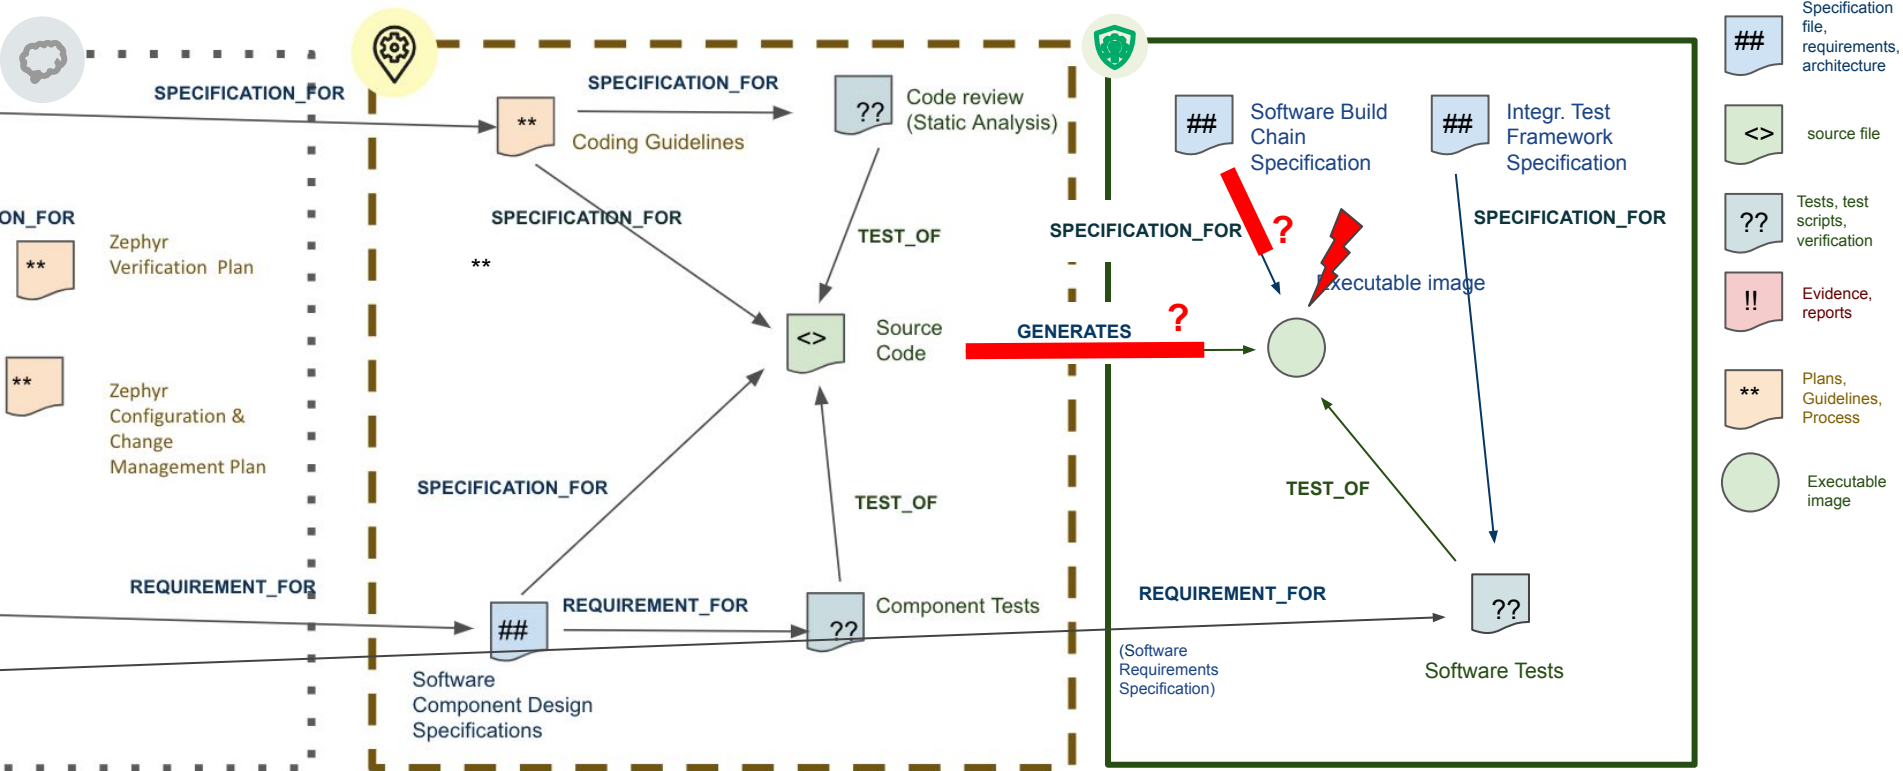 SPECIFICATION_FOR
ON_FOR
**
Zephyr
Verification Plan
**
Zephyr
Configuration &
Change
Management Plan
REQUIREMENT_FOR
**
Coding Guidelines
SPECIFICATION_FOR
??
Code review
(Static Analysis)
SPECIFICATION_FOR
**
TEST_OF
<>
Source
Code
SPECIFICATION_FOR
TEST_OF
##
Software
Component Design
Specifications
REQUIREMENT_FOR
??
Component Tests
##
Software Build
Chain
Specification
##
Integr. Test
Framework
Specification
SPECIFICATION_FOR
?
SPECIFICATION_FOR
Executable image
GENERATES
?
TEST_OF
REQUIREMENT_FOR
(Software
Requirements
Specification)
??
Software Tests
##
Specification
file,
requirements,
architecture
<>
source file
??
Tests, test
scripts,
verification
!!
Evidence,
reports
**
Plans,
Guidelines,
Process
Executable
image